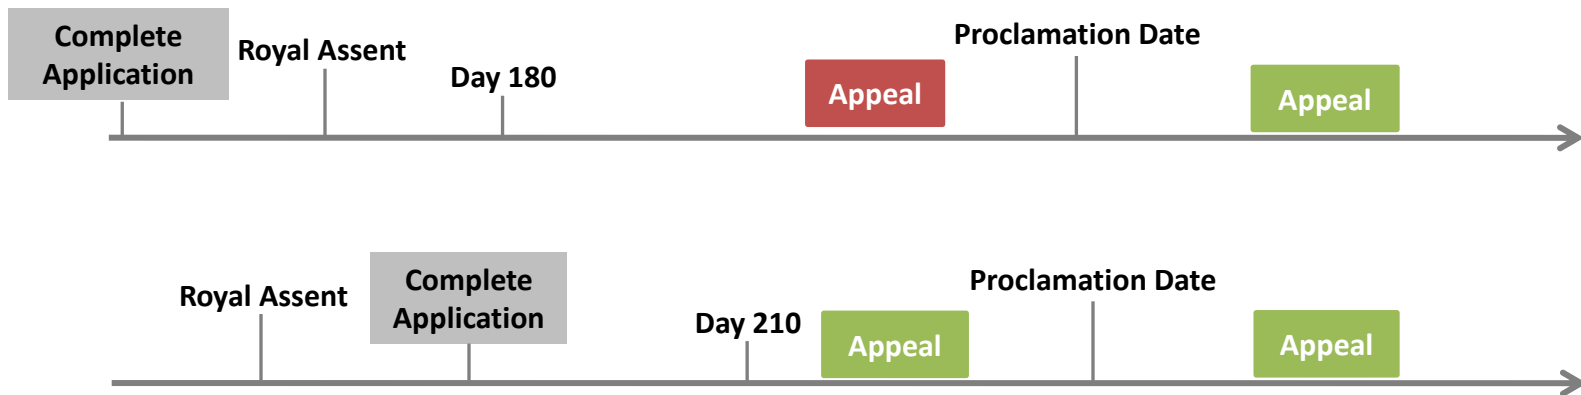 Complete
Application
Royal Assent
Day 180
Appeal
Proclamation Date
Appeal
Royal Assent
Complete
Application
Day 210
Appeal
Proclamation Date
Appeal